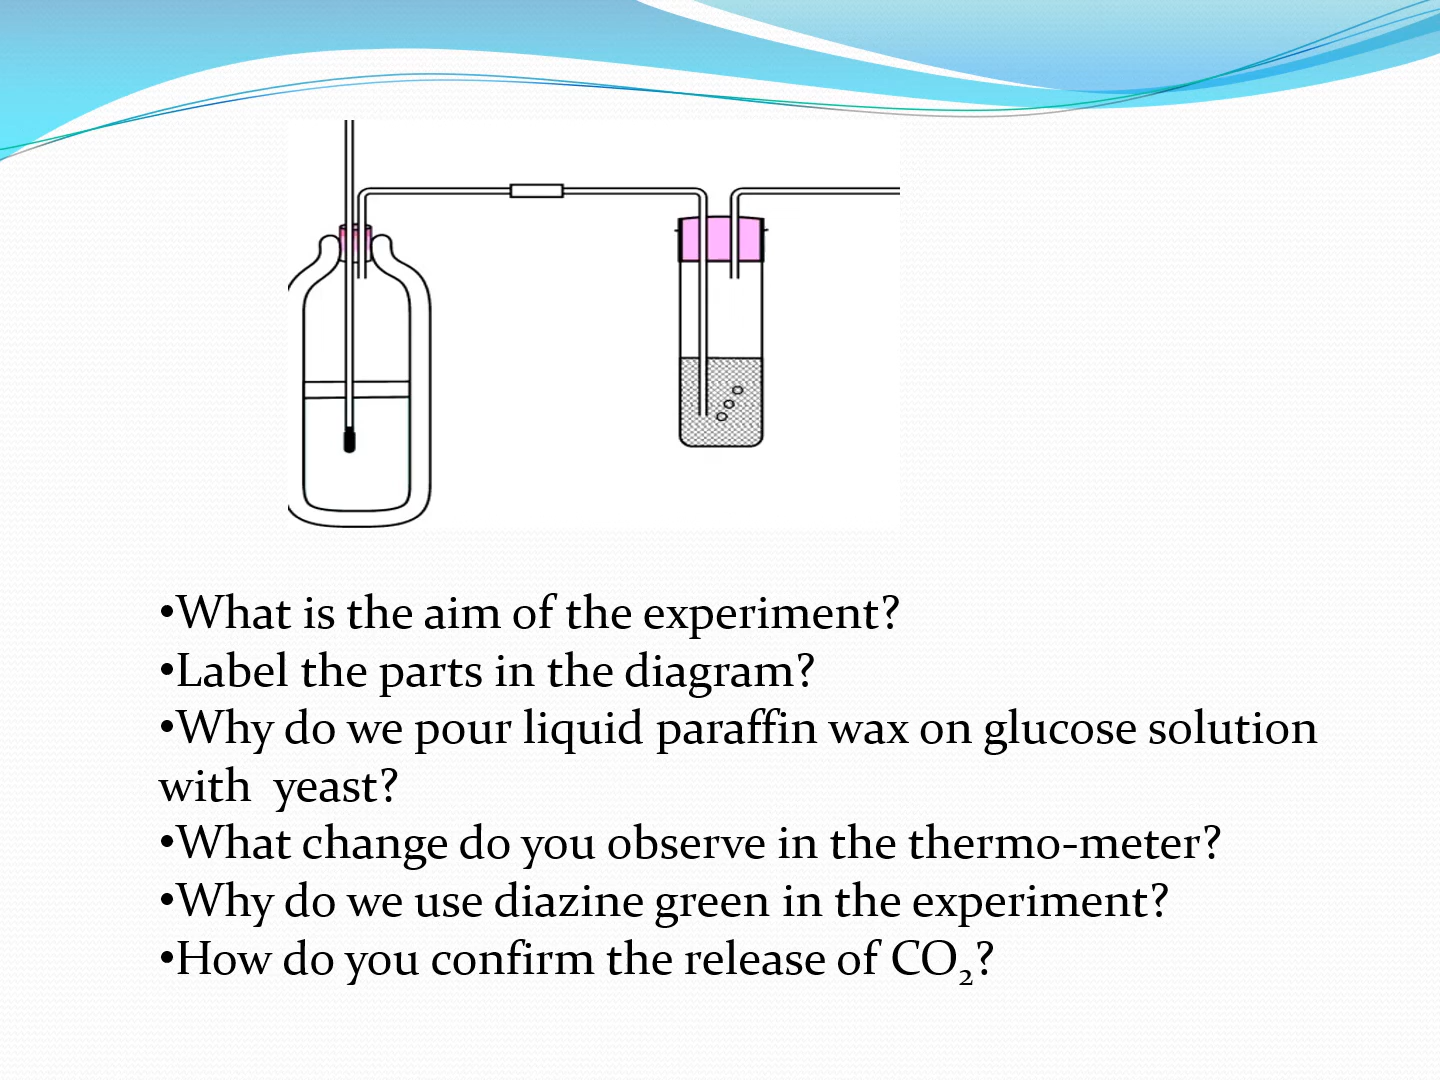 •What is the aim of the experiment?
•Label the parts in the diagram?
•Why do we pour liquid paraffin wax on glucose solution
with  yeast?
•What change do you observe in the thermo-meter?
•Why do we use diazine green in the experiment?
•How do you confirm the release of CO₂?